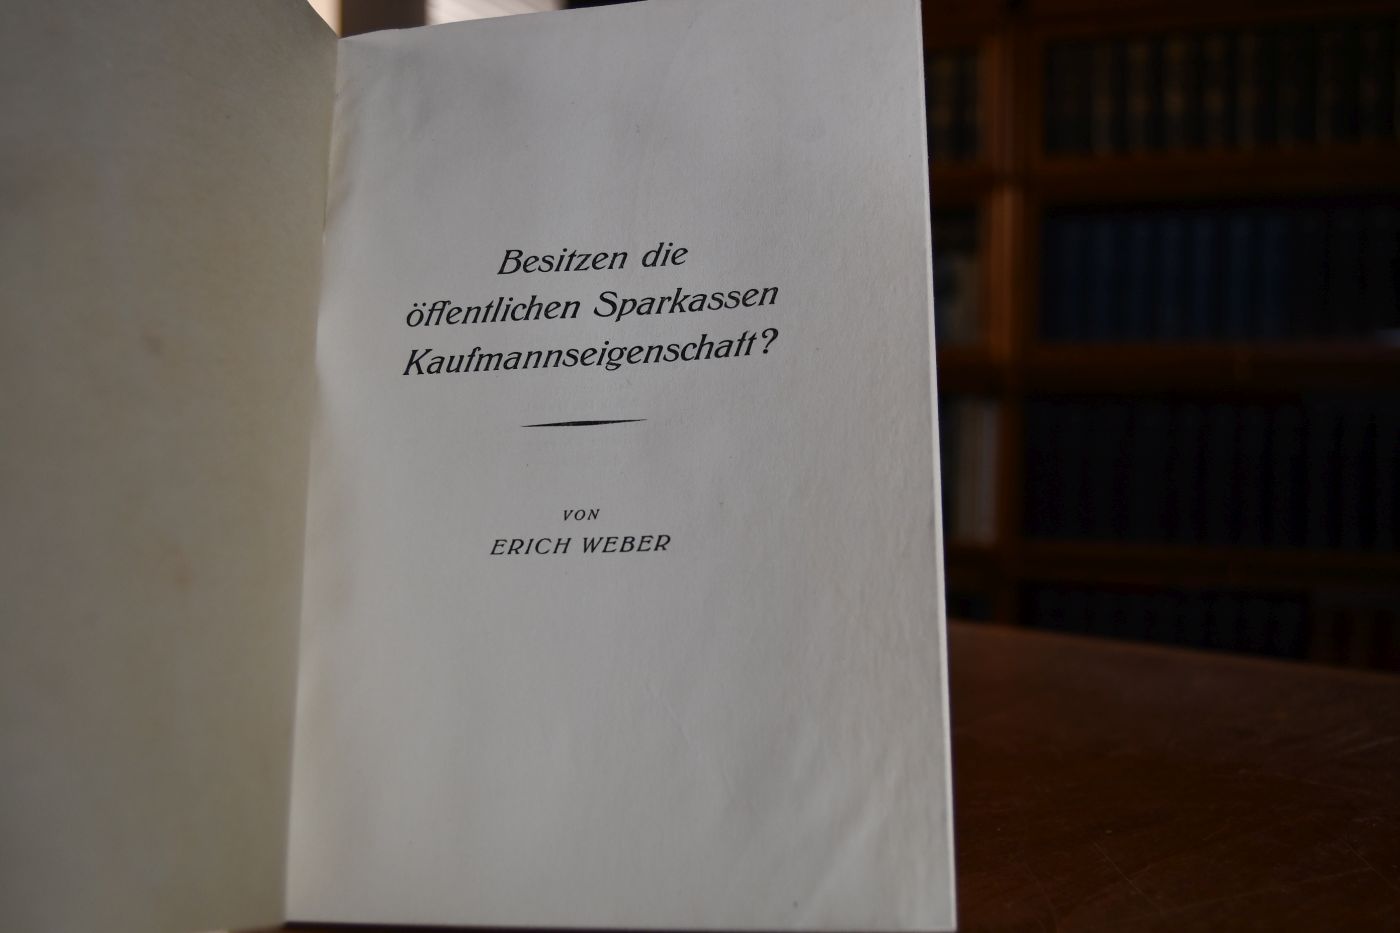 Besitzen die
öffentlichen Sparkassen
Kaufmannseigenschaft?
VON
ERICH WEBER